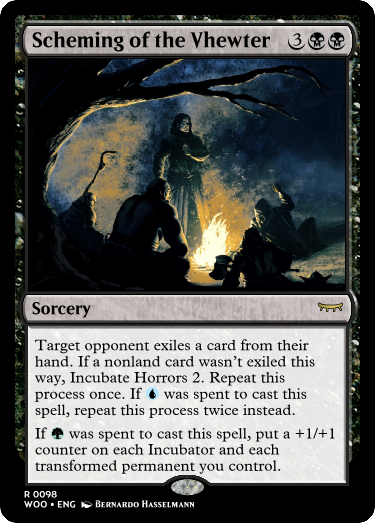 Scheming of the Vhewter 3
Sorcery
Target opponent exiles a card from their
hand. If a nonland card wasn't exiled this
way, Incubate Horrors 2. Repeat this
process once. If was spent to cast this
spell, repeat this process twice instead.
If was spent to cast this spell, put a +1/+1
counter on each Incubator and each
transformed permanent you control.
R 0098
WOO • ENG Bernardo Hasselmann